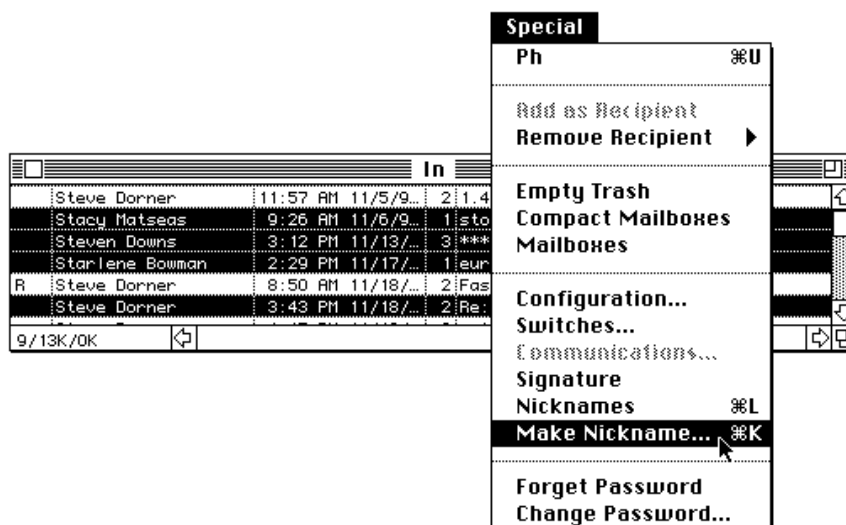 Special
Ph ⌘U
Add as Recipient
Remove Recipient ▶
Empty Trash
Compact Mailboxes
Mailboxes
Configuration...
Switches...
Communications...
Signature
Nicknames ⌘L
Make Nickname... ⌘K
Forget Password
Change Password...
In
Steve Dorner 11:57 AM 11/5/9… 2 1.4
Stacy Matseas 9:26 AM 11/6/9… 1 sto
Steven Downs 3:12 PM 11/13/… 3 ***
Starlene Bowman 2:29 PM 11/17/… 1 eur
R Steve Dorner 8:50 AM 11/18/… 2 Fas
Steve Dorner 3:43 PM 11/18/… 2 Re:
9/13K/0K